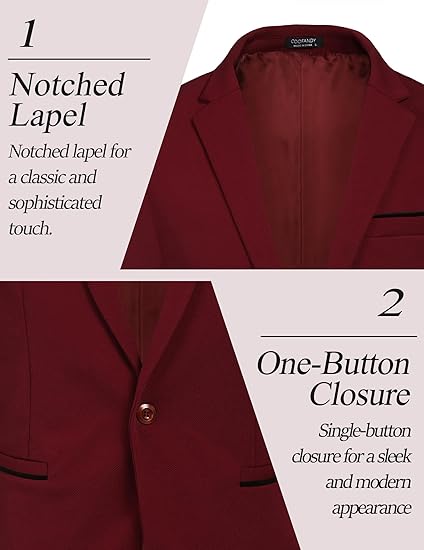 1
Notched
Lapel
Notched lapel for
a classic and
sophisticated
touch.
COOFANDY
2
One-Button
Closure
Single-button
closure for a sleek
and modern
appearance